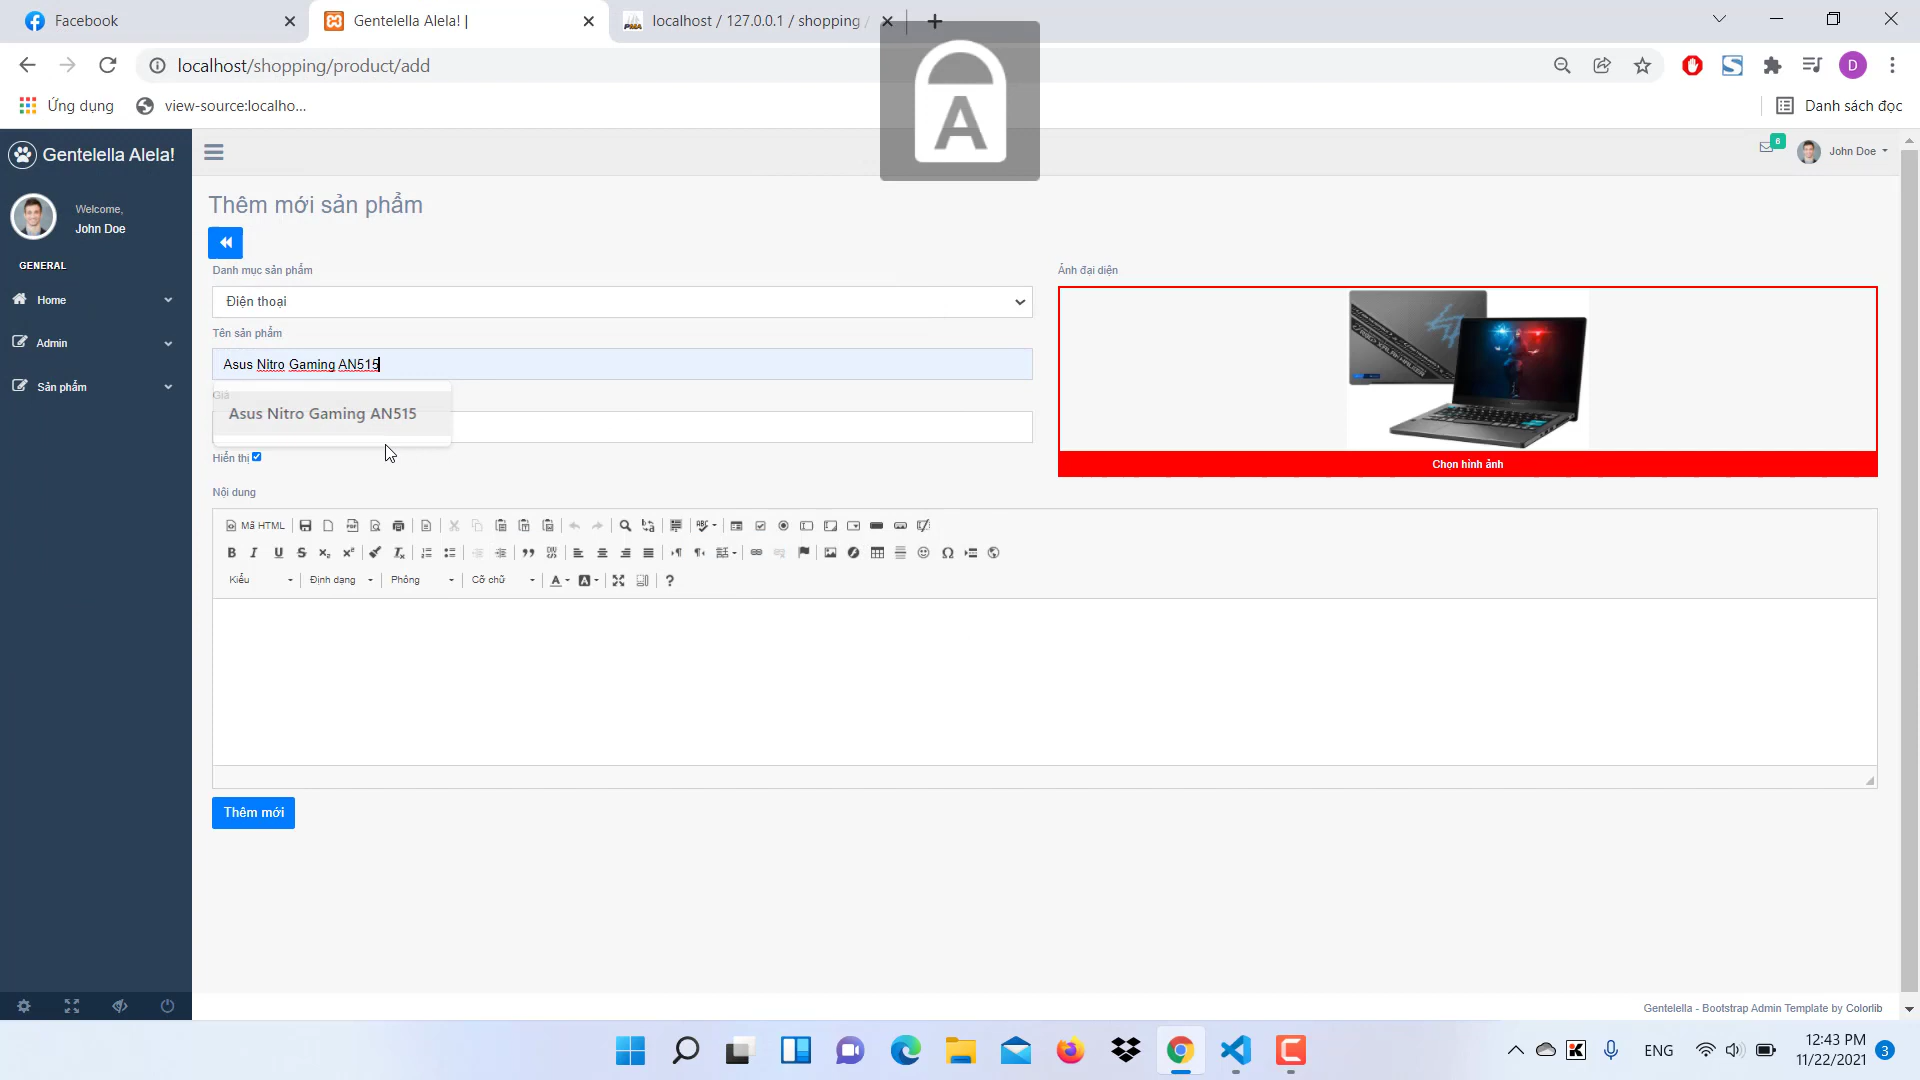 Facebook
Gentelella Alela! |
localhost / 127.0.0.1 / shopping /
localhost/shopping/product/add
D
Ứng dụng
view-source:localho...
Danh sách đọc
A
Gentelella Alela!
6
John Doe
Welcome,
John Doe
GENERAL
Home
Admin
Sản phẩm
Thêm mới sản phẩm
Danh mục sản phẩm
Điện thoại
Tên sản phẩm
Asus Nitro Gaming AN515
Giá
Asus Nitro Gaming AN515
Hiển thị
Ảnh đại diện
Chọn hình ảnh
Nội dung
Mã HTML
Kiểu
Định dạng
Phông
Cỡ chữ
Thêm mới
Gentelella - Bootstrap Admin Template by Colorlib
ENG
12:43 PM
11/22/2021
3